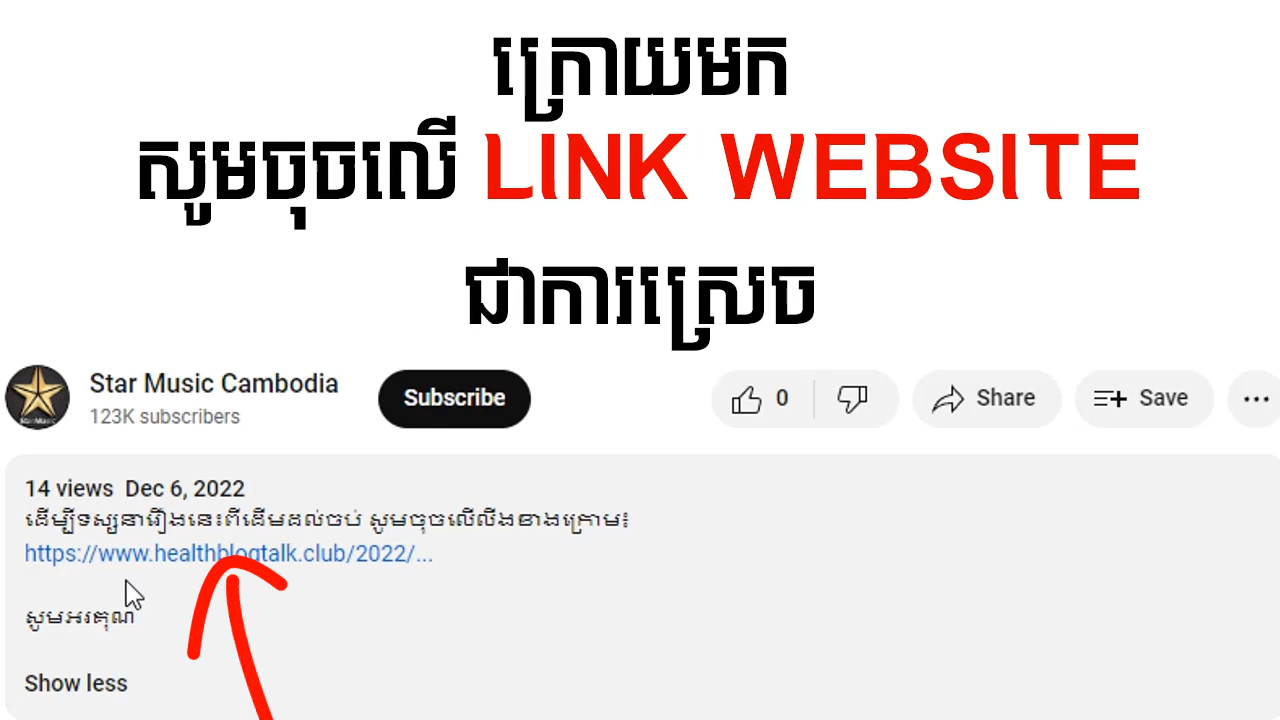 ក្រោយមក
សូមចុចលើ LINK WEBSITE
ជាការស្រេច
Star Music Cambodia
123K subscribers
Subscribe
0
Share
Save
14 views Dec 6, 2022
ដើម្បីទស្សនារឿងនេះពីដើមដល់ចប់ សូមចុចលើលីងខាងក្រោម៖
https://www.healthblogtalk.club/2022/...
សូមអរគុណ
Show less